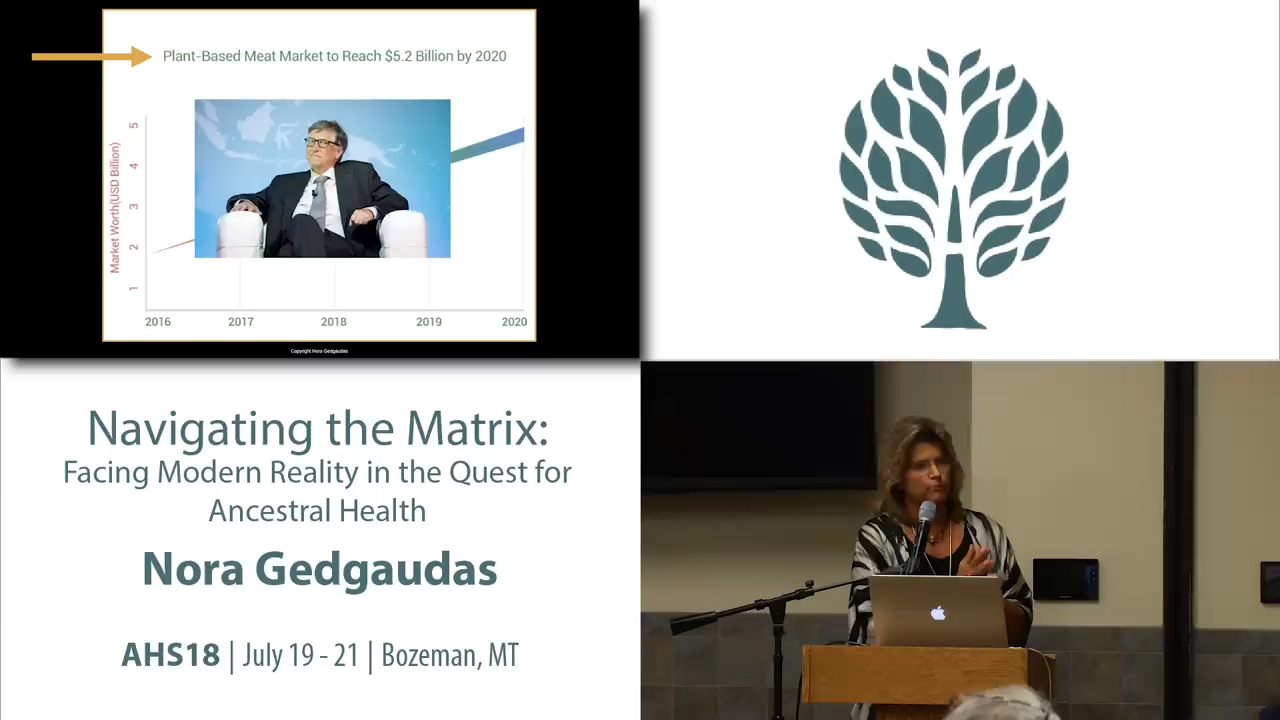 Plant-Based Meat Market to Reach $5.2 Billion by 2020
Market Worth(USD Billion)
5
4
3
2
1
2016 2017 2018 2019 2020
Copyright Nora Gedgaudas
Navigating the Matrix:
Facing Modern Reality in the Quest for
Ancestral Health
Nora Gedgaudas
AHS18 | July 19 - 21 | Bozeman, MT